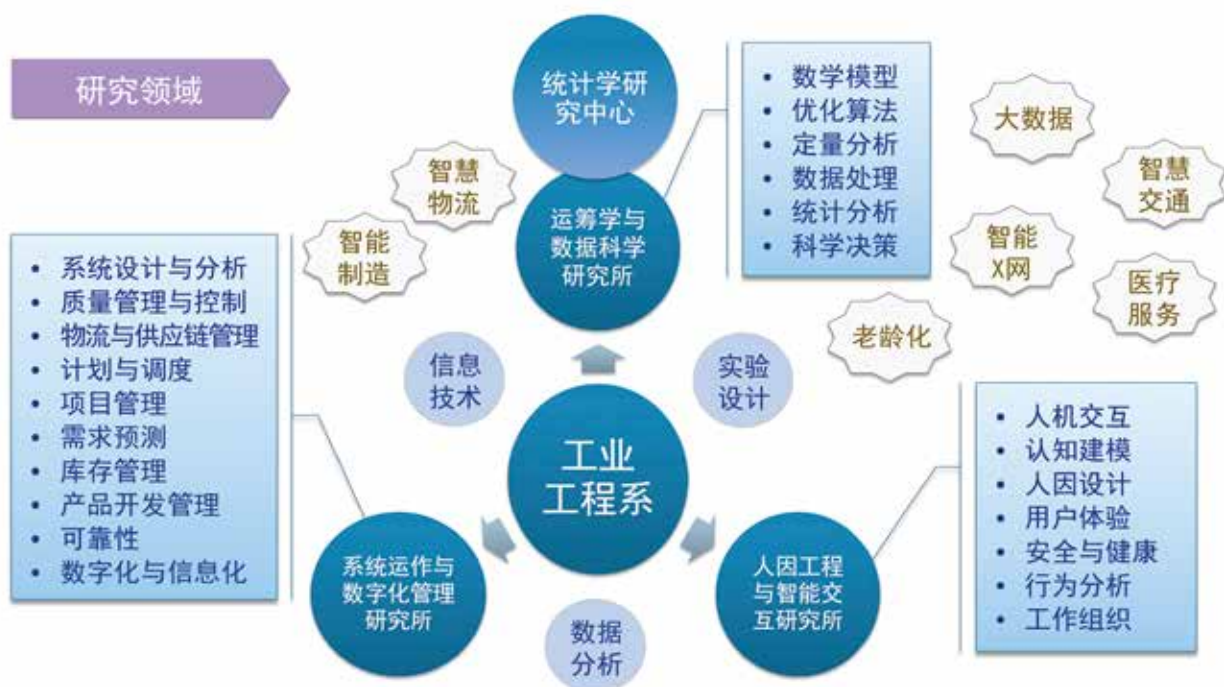 研究领域
统计学研
究中心
运筹学与
数据科学
研究所
• 数学模型
• 优化算法
• 定量分析
• 数据处理
• 统计分析
• 科学决策
大数据
智慧
交通
智能
X网
医疗
服务
老龄化
智慧
物流
智能
制造
• 系统设计与分析
• 质量管理与控制
• 物流与供应链管理
• 计划与调度
• 项目管理
• 需求预测
• 库存管理
• 产品开发管理
• 可靠性
• 数字化与信息化
信息
技术
实验
设计
工业
工程系
系统运作与
数字化管理
研究所
数据
分析
人因工程
与智能交
互研究所
• 人机交互
• 认知建模
• 人因设计
• 用户体验
• 安全与健康
• 行为分析
• 工作组织